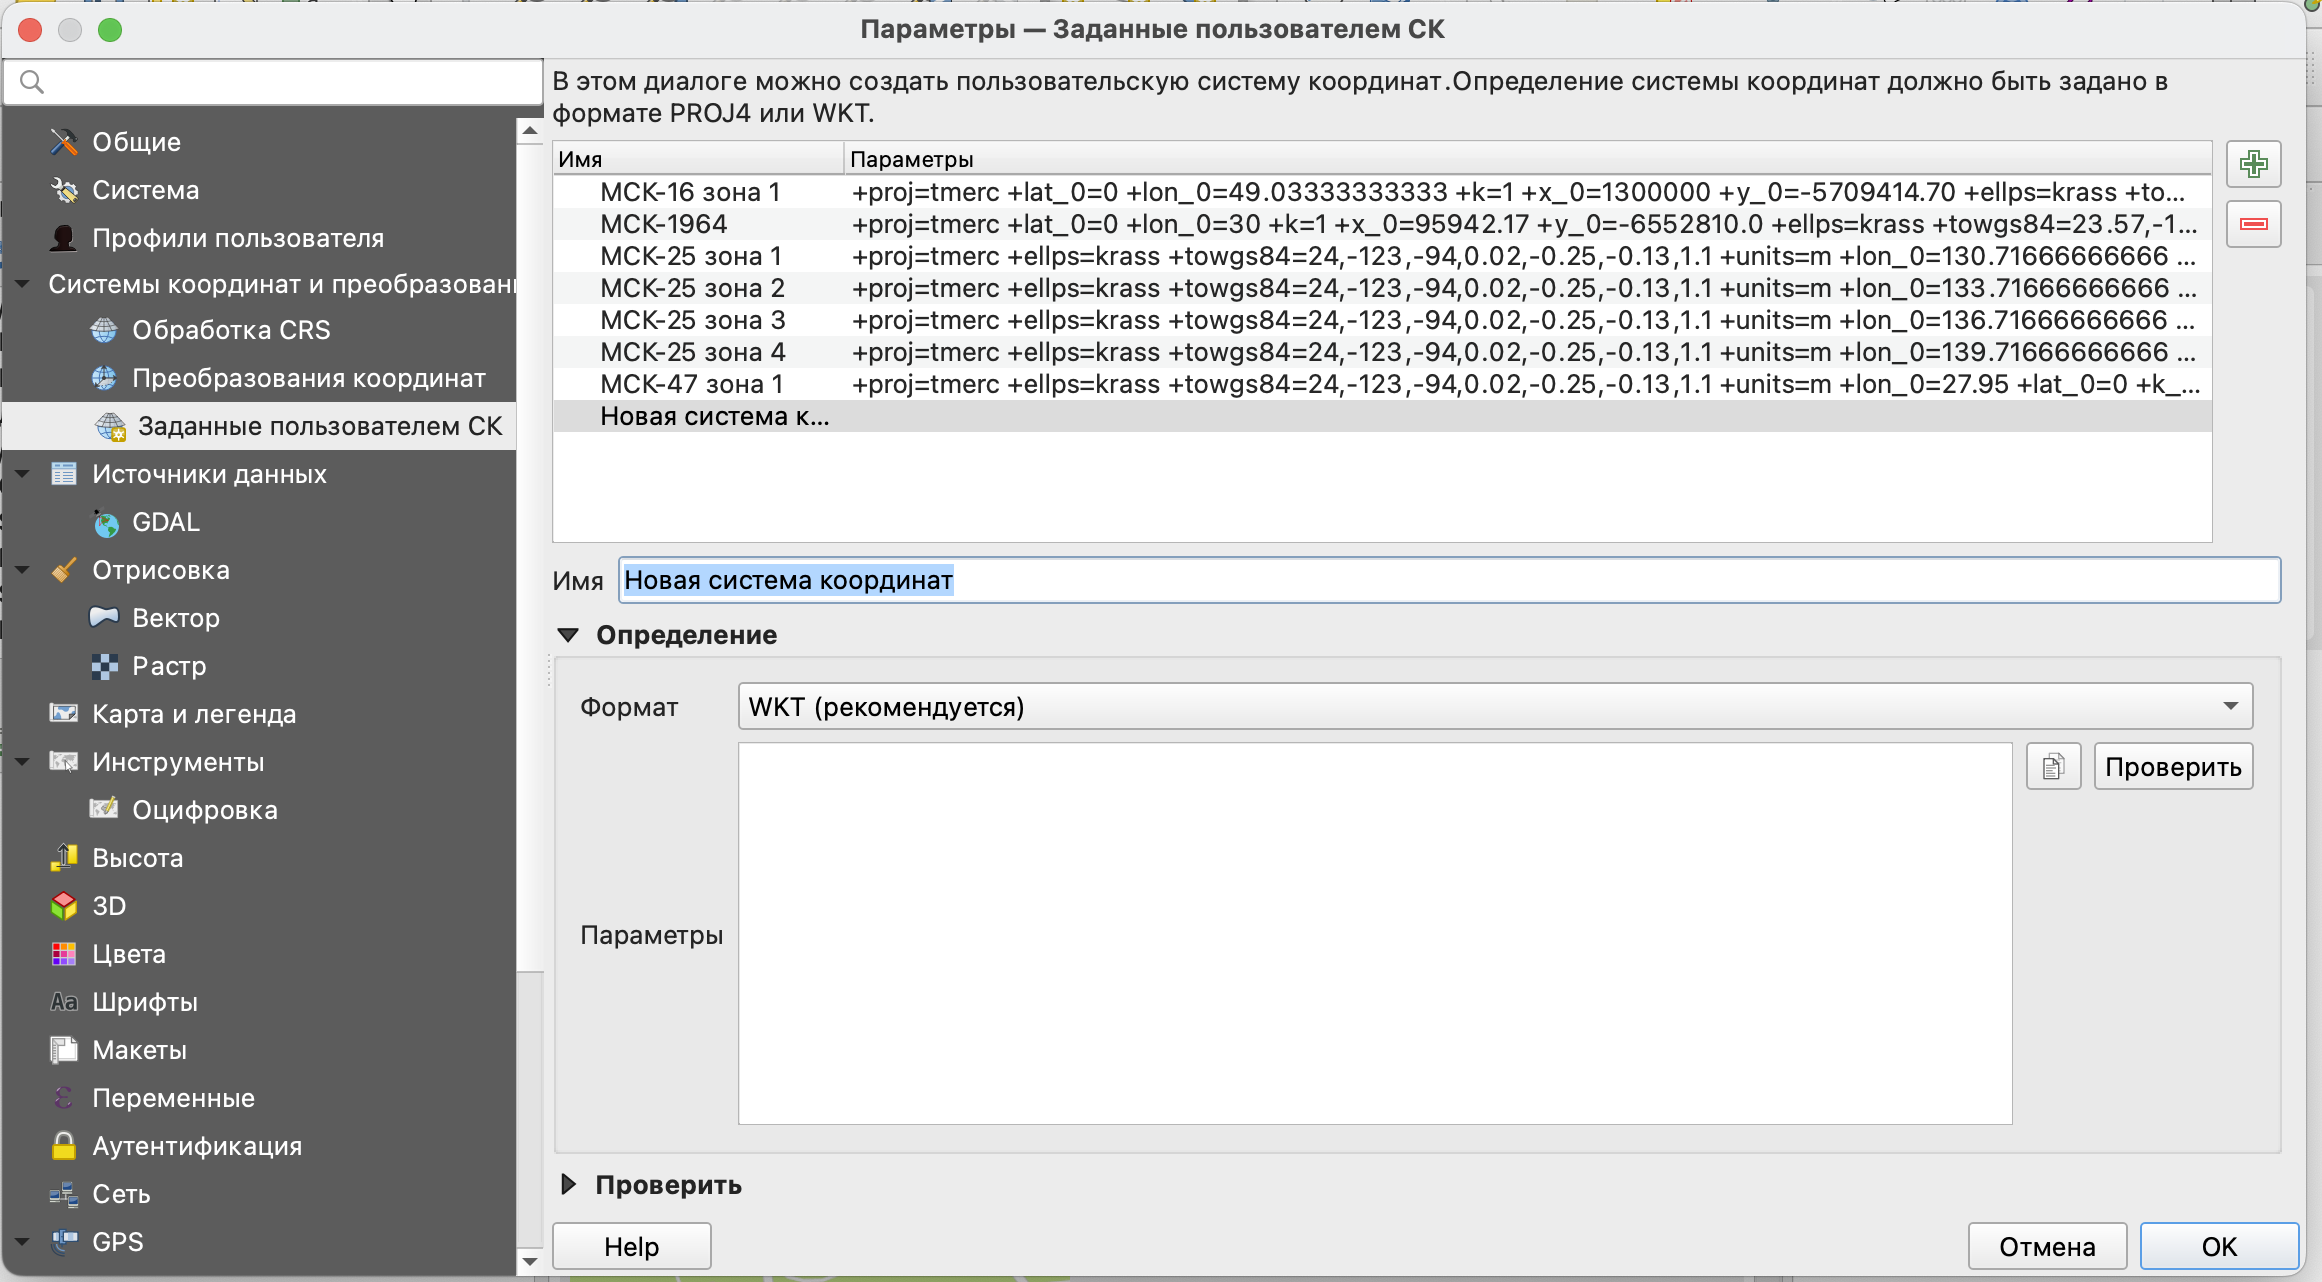 Параметры — Заданные пользователем СК
В этом диалоге можно создать пользовательскую систему координат.Определение системы координат должно быть задано в
формате PROJ4 или WKT.
Общие
Система
Профили пользователя
Системы координат и преобразовани
Обработка CRS
Преобразования координат
Заданные пользователем СК
Источники данных
GDAL
Отрисовка
Вектор
Растр
Карта и легенда
Инструменты
Оцифровка
Высота
3D
Цвета
Шрифты
Макеты
Переменные
Аутентификация
Сеть
GPS
Имя Параметры
МСК-16 зона 1 +proj=tmerc +lat_0=0 +lon_0=49.03333333333 +k=1 +x_0=1300000 +y_0=-5709414.70 +ellps=krass +to...
МСК-1964 +proj=tmerc +lat_0=0 +lon_0=30 +k=1 +x_0=95942.17 +y_0=-6552810.0 +ellps=krass +towgs84=23.57,-1...
МСК-25 зона 1 +proj=tmerc +ellps=krass +towgs84=24,-123,-94,0.02,-0.25,-0.13,1.1 +units=m +lon_0=130.71666666666 ...
МСК-25 зона 2 +proj=tmerc +ellps=krass +towgs84=24,-123,-94,0.02,-0.25,-0.13,1.1 +units=m +lon_0=133.71666666666 ...
МСК-25 зона 3 +proj=tmerc +ellps=krass +towgs84=24,-123,-94,0.02,-0.25,-0.13,1.1 +units=m +lon_0=136.71666666666 ...
МСК-25 зона 4 +proj=tmerc +ellps=krass +towgs84=24,-123,-94,0.02,-0.25,-0.13,1.1 +units=m +lon_0=139.71666666666 ...
МСК-47 зона 1 +proj=tmerc +ellps=krass +towgs84=24,-123,-94,0.02,-0.25,-0.13,1.1 +units=m +lon_0=27.95 +lat_0=0 +k_...
Новая система к...
Имя Новая система координат
Определение
Формат WKT (рекомендуется)
Проверить
Параметры
Проверить
Help Отмена OK